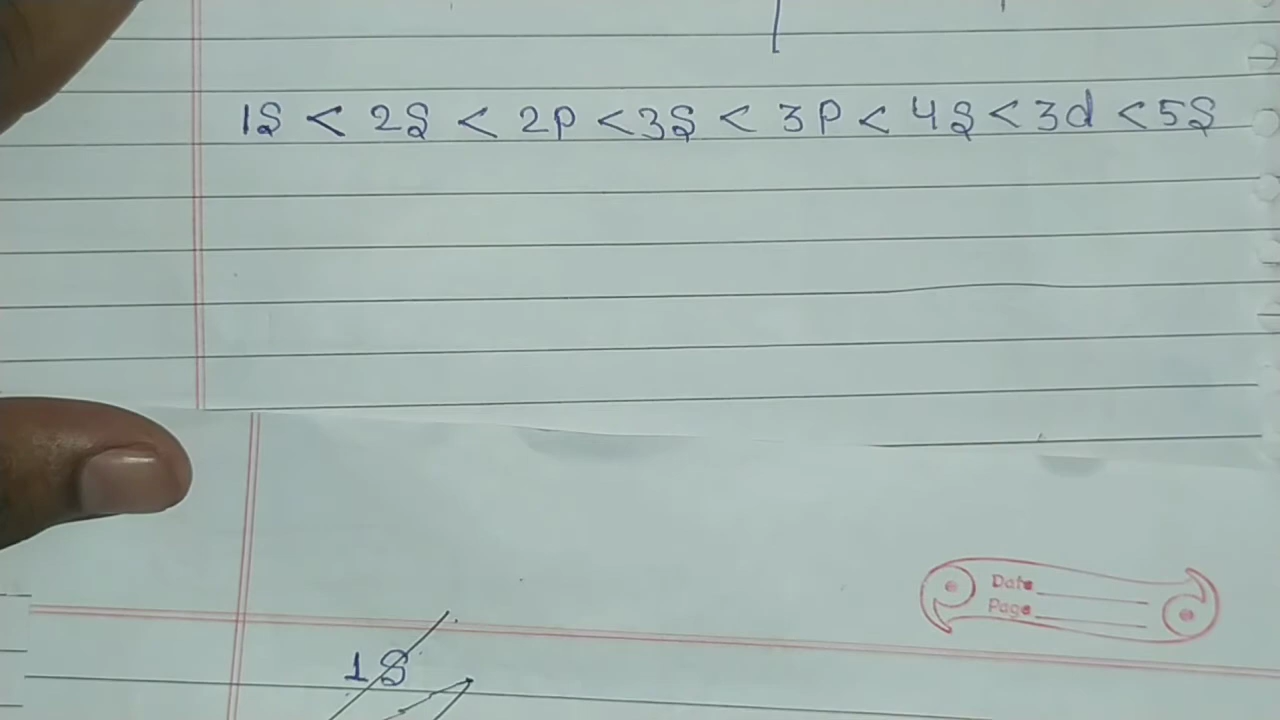 1S < 2S < 2p < 3S < 3p < 4S < 3d < 5S
Date
Page
1S